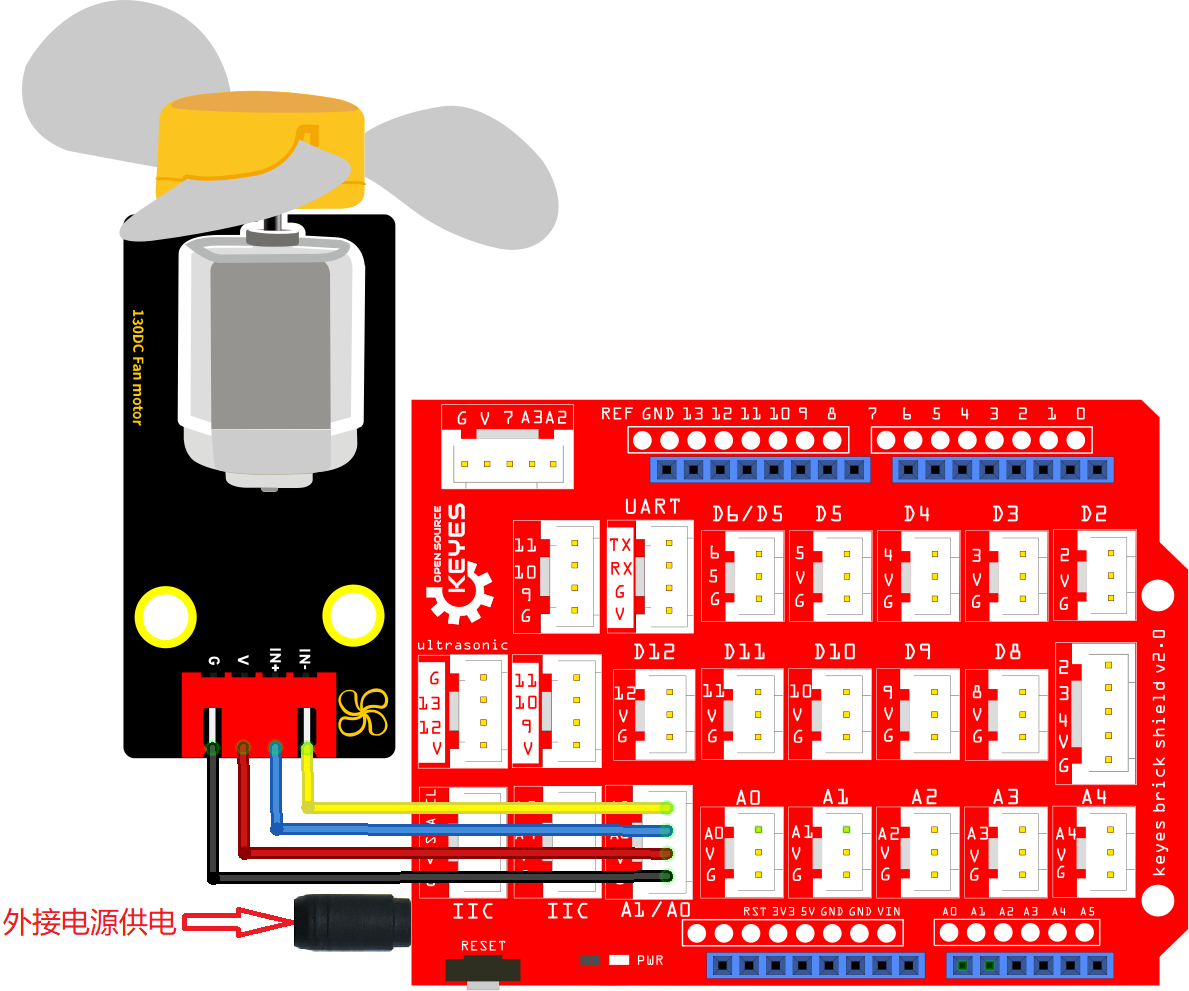 130DC Fan motor
G V IN+ IN-
外接电源供电
G V 7 A3 A2
REF GND 13 12 11 10 9 8
7 6 5 4 3 2 1 0
OPEN SOURCE
KEYES
11
10
9
G
UART
TX
RX
G
V
D6/D5
6
5
G
D5
5
V
G
D4
4
V
G
D3
3
V
G
D2
2
V
G
ultrasonic
G
13
12
V
11
10
9
V
D12
12
V
G
D11
11
V
G
D10
10
V
G
D9
9
V
G
D8
8
V
G
2
3
4
V
G
keyes brick shield v2.0
IIC
IIC
A1/A0
A0
A0
V
G
A1
A1
V
G
A2
A2
V
G
A3
A3
V
G
A4
A4
V
G
RST 3V3 5V GND GND VIN
A0 A1 A2 A3 A4 A5
RESET
PWR